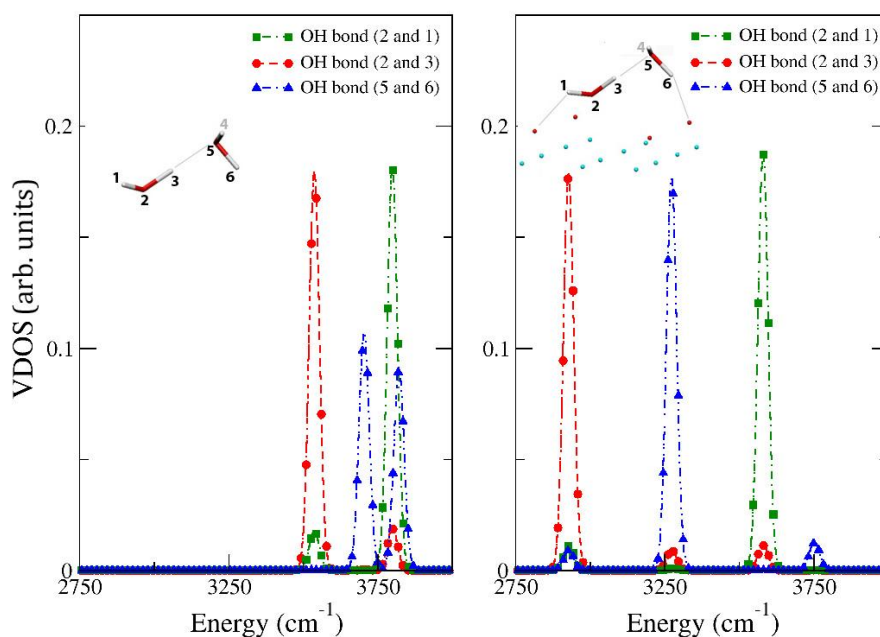 OH bond (2 and 1)
OH bond (2 and 3)
OH bond (5 and 6)
4
5
1
3
6
2
0.2
0.1
0
VDOS (arb. units)
2750
3250
3750
Energy (cm⁻¹)
OH bond (2 and 1)
OH bond (2 and 3)
OH bond (5 and 6)
4
5
1
3
6
2
0.2
0.1
0
2750
3250
3750
Energy (cm⁻¹)